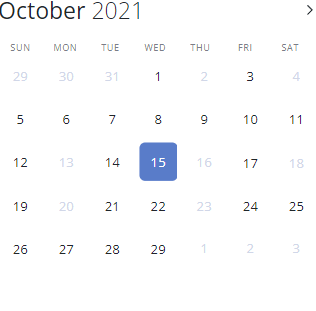 October 2021
SUN MON TUE WED THU FRI SAT
29 30 31 1 2 3 4
5 6 7 8 9 10 11
12 13 14 15 16 17 18
19 20 21 22 23 24 25
26 27 28 29 1 2 3